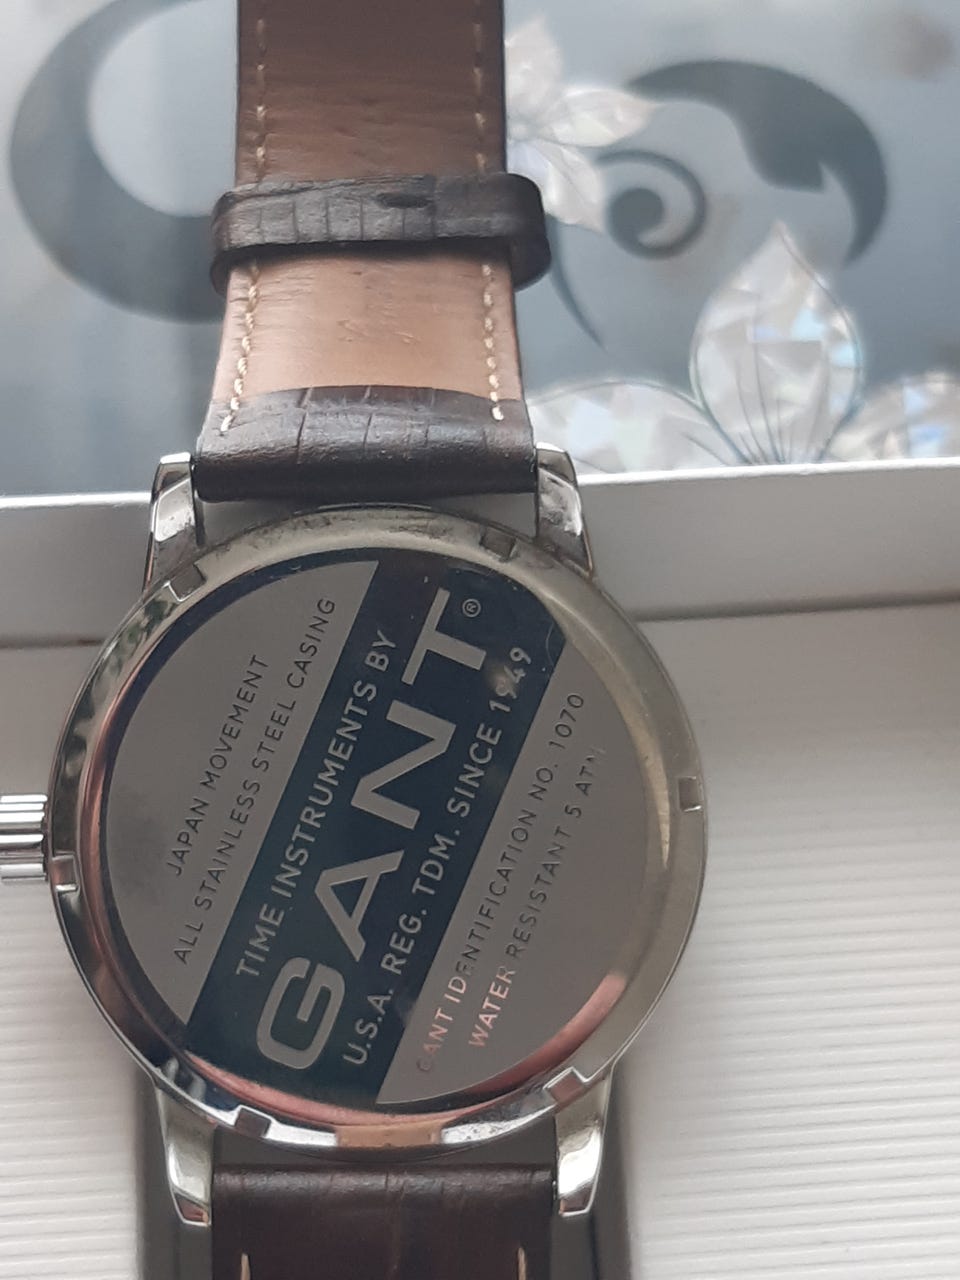 JAPAN MOVEMENT
ALL STAINLESS STEEL CASING
TIME INSTRUMENTS BY
GANT®
U.S.A. REG. TDM. SINCE 1949
GANT IDENTIFICATION NO. 1070
WATER RESISTANT 5 ATM